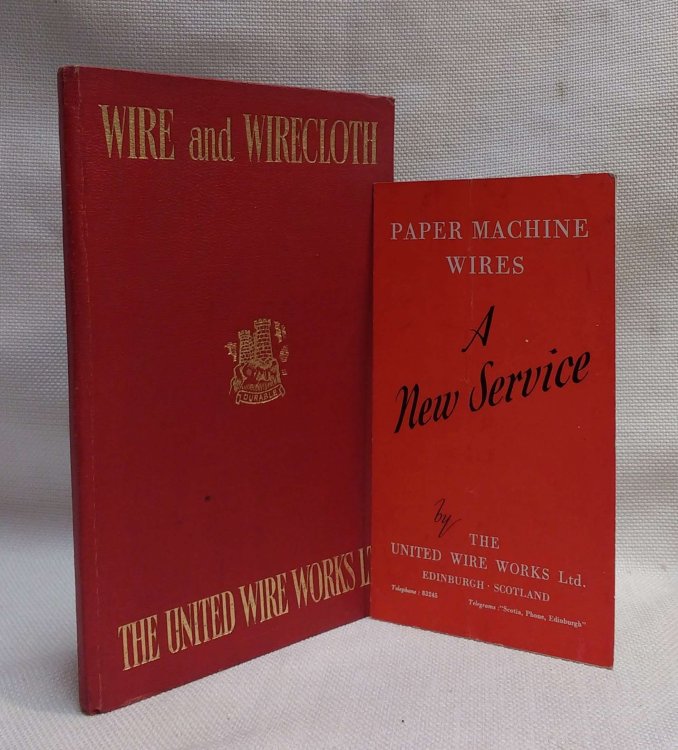 WIRE and WIRECLOTH
DURABLE
THE UNITED WIRE WORKS
PAPER MACHINE
WIRES
A
New Service
by
THE
UNITED WIRE WORKS Ltd.
EDINBURGH · SCOTLAND
Telephone : 83245
Telegrams : "Scotia, Phone, Edinburgh"